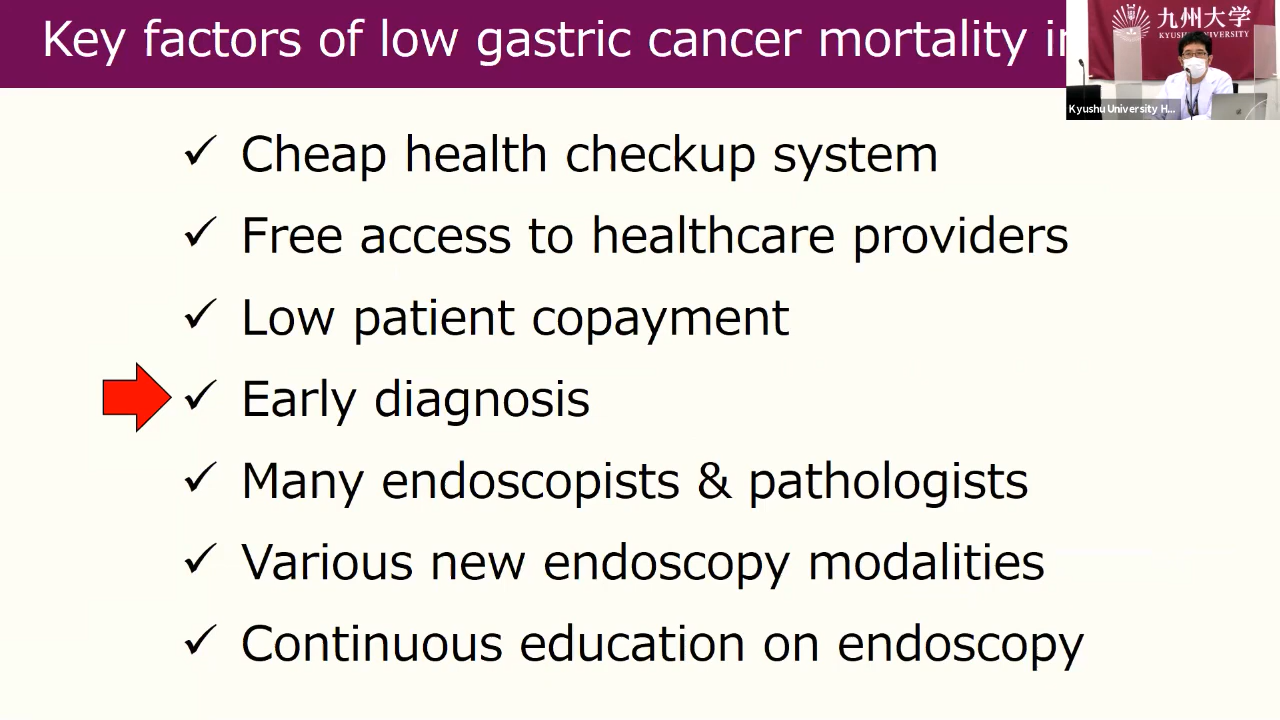 Key factors of low gastric cancer mortality in
九州大学
KYUSHU UNIVERSITY
Kyushu University H...
✓ Cheap health checkup system
✓ Free access to healthcare providers
✓ Low patient copayment
✓ Early diagnosis
✓ Many endoscopists & pathologists
✓ Various new endoscopy modalities
✓ Continuous education on endoscopy